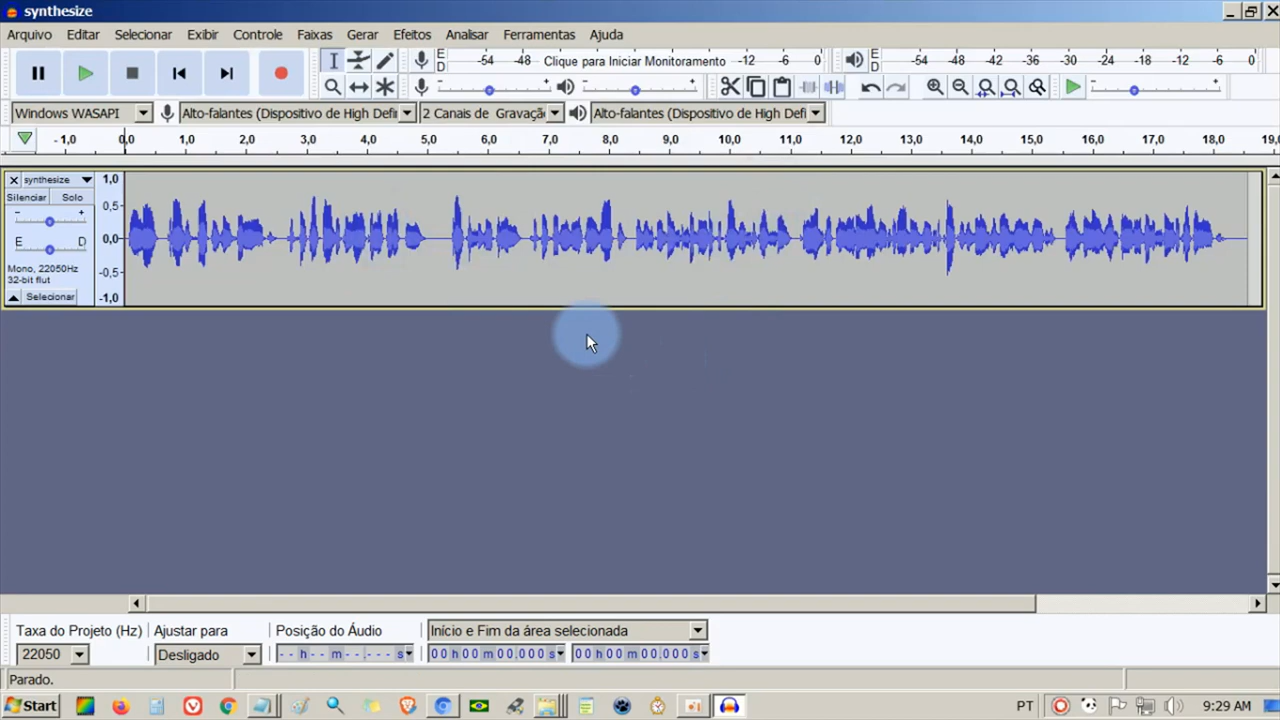 synthesize
Arquivo Editar Selecionar Exibir Controle Faixas Gerar Efeitos Analisar Ferramentas Ajuda
E D -54 -48 Clique para Iniciar Monitoramento -12 -6 0 E D -54 -48 -42 -36 -30 -24 -18 -12 -6 0
- + - + - +
Windows WASAPI Alto-falantes (Dispositivo de High Defi 2 Canais de Gravaçã Alto-falantes (Dispositivo de High Defi
-1,0 0,0 1,0 2,0 3,0 4,0 5,0 6,0 7,0 8,0 9,0 10,0 11,0 12,0 13,0 14,0 15,0 16,0 17,0 18,0 19,0
synthesize 1,0
Silenciar Solo 0,5
- +
E D 0,0
Mono, 22050Hz -0,5
32-bit flut
Selecionar -1,0
Taxa do Projeto (Hz) Ajustar para Posição do Áudio Início e Fim da área selecionada
22050 Desligado -- h -- m --.--- s 00 h 00 m 00.000 s 00 h 00 m 00.000 s
Parado.
Start PT 9:29 AM